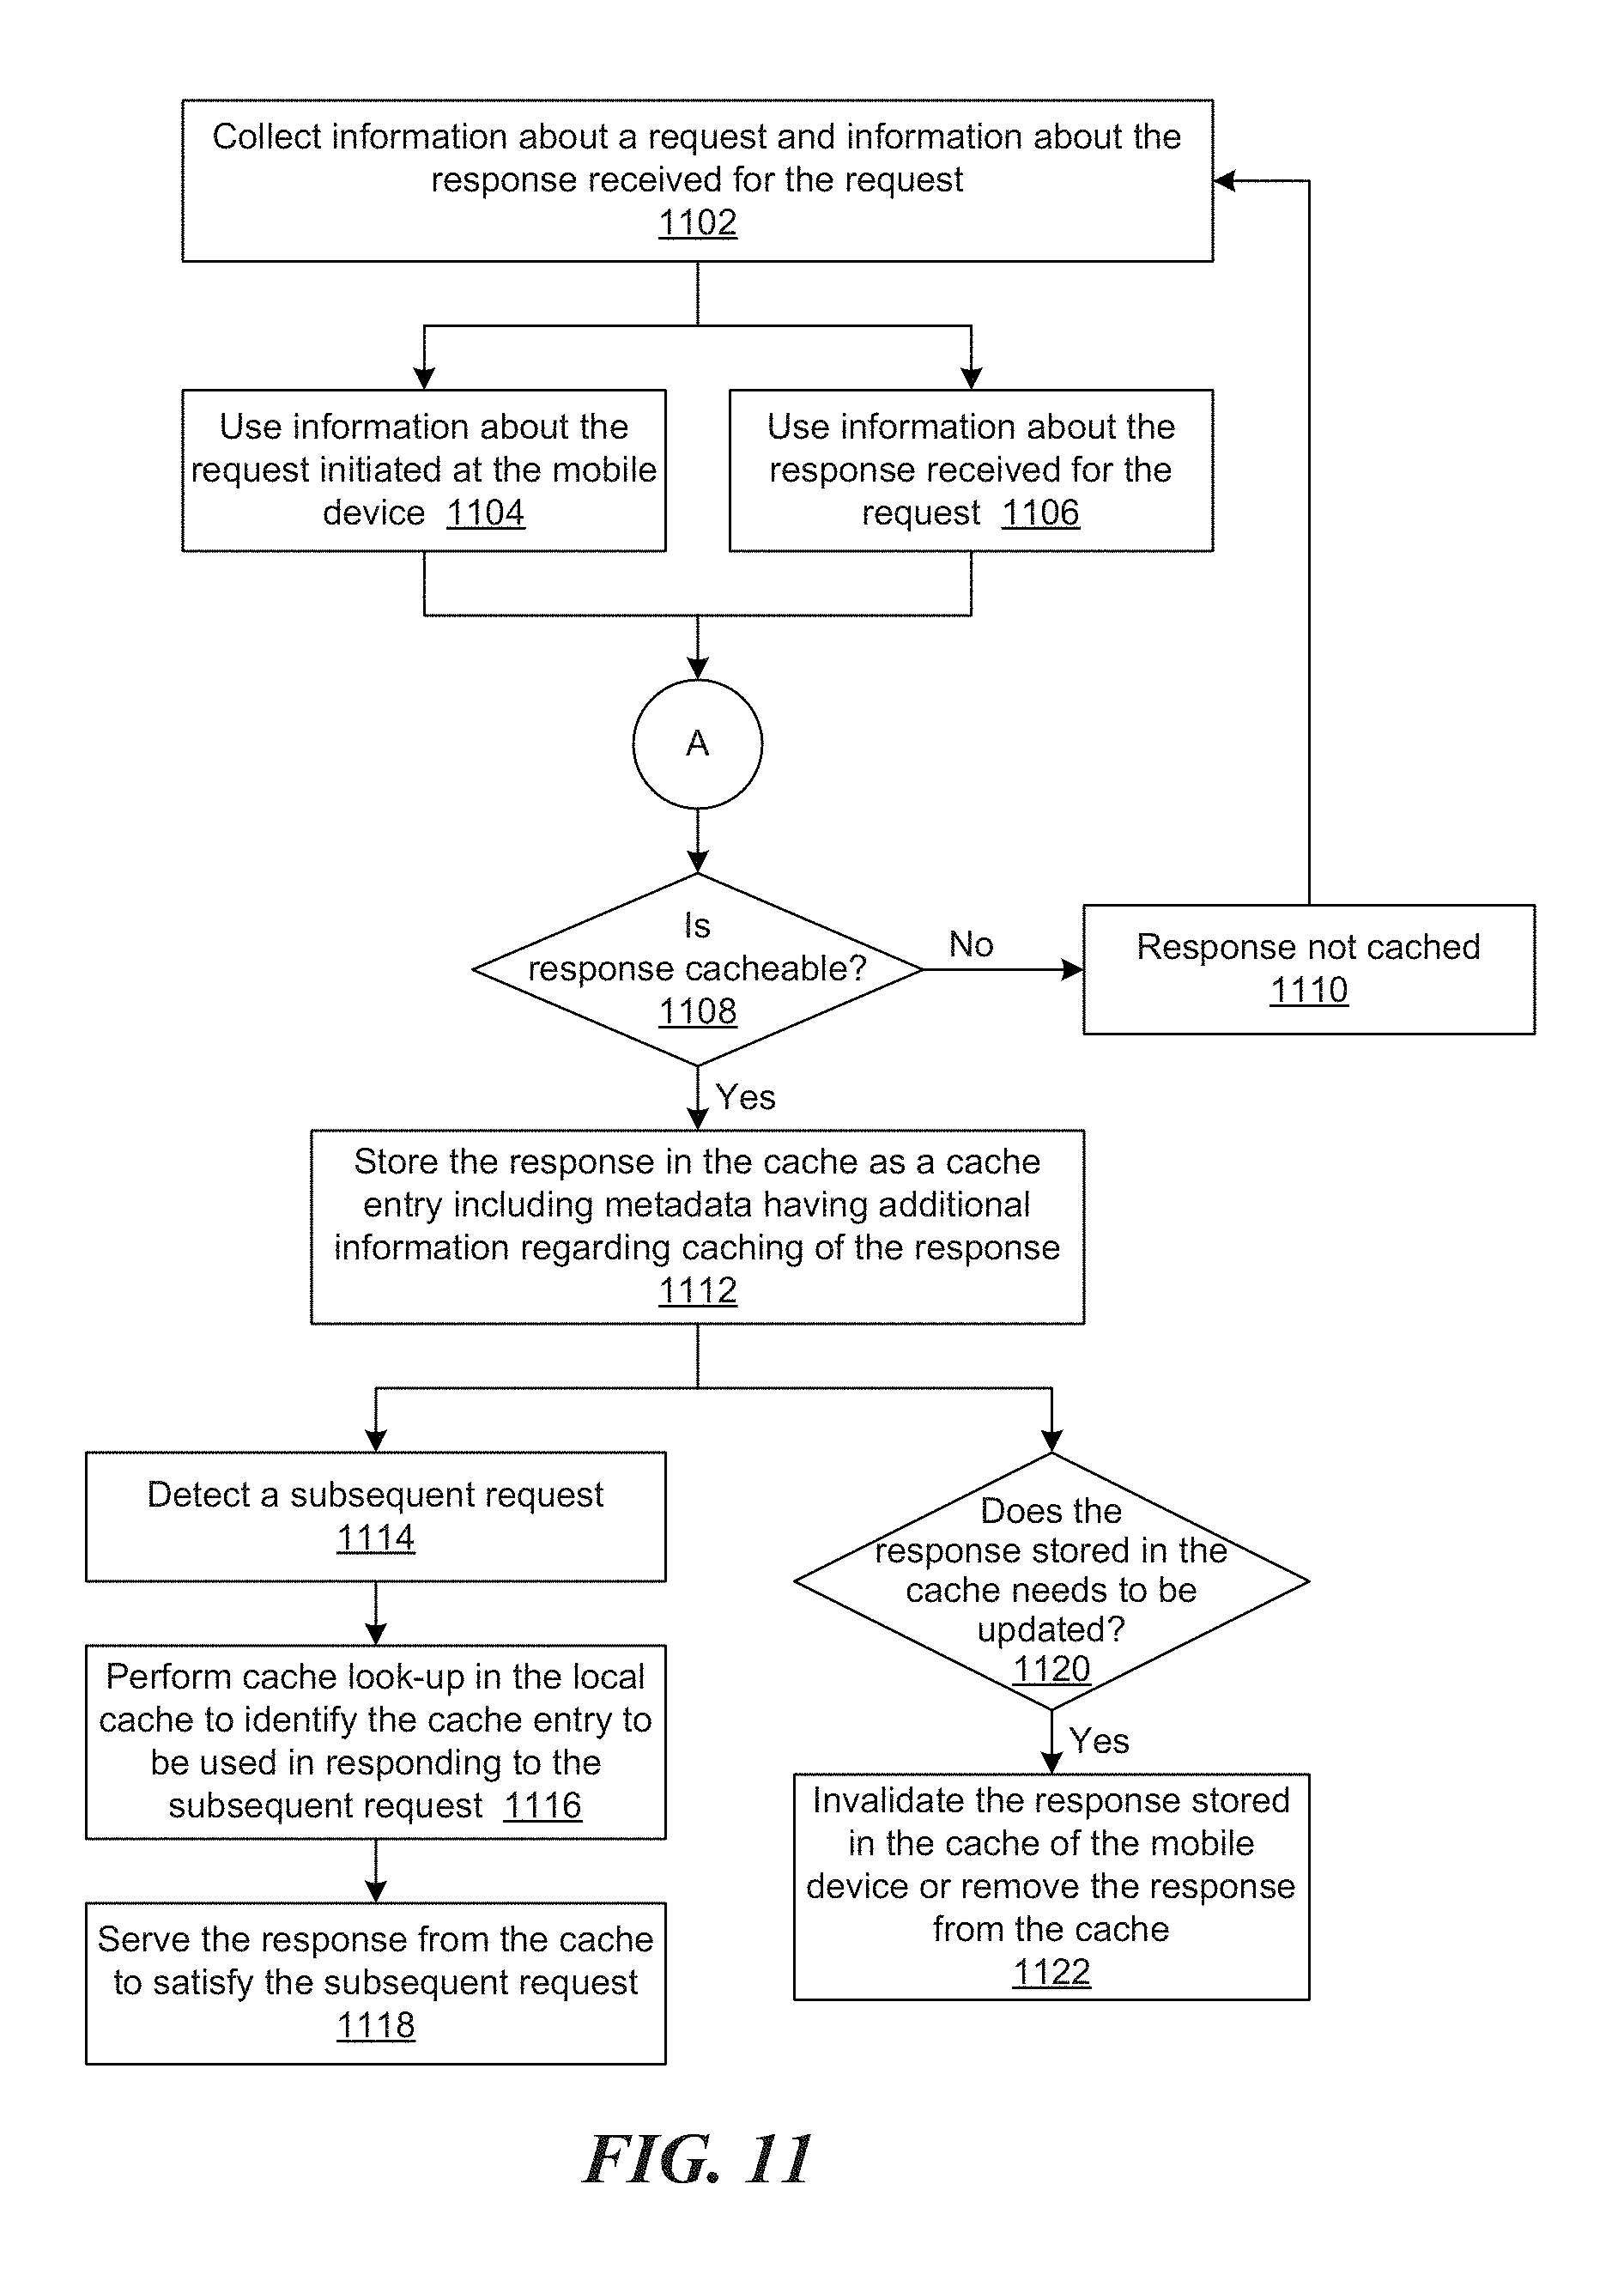 Collect information about a request and information about the
response received for the request
1102
Use information about the
request initiated at the mobile
device 1104
Use information about the
response received for the
request 1106
A
Is
response cacheable?
1108
No
Response not cached
1110
Yes
Store the response in the cache as a cache
entry including metadata having additional
information regarding caching of the response
1112
Detect a subsequent request
1114
Perform cache look-up in the local
cache to identify the cache entry to
be used in responding to the
subsequent request 1116
Serve the response from the cache
to satisfy the subsequent request
1118
Does the
response stored in the
cache needs to be
updated?
1120
Yes
Invalidate the response stored
in the cache of the mobile
device or remove the response
from the cache
1122
FIG. 11